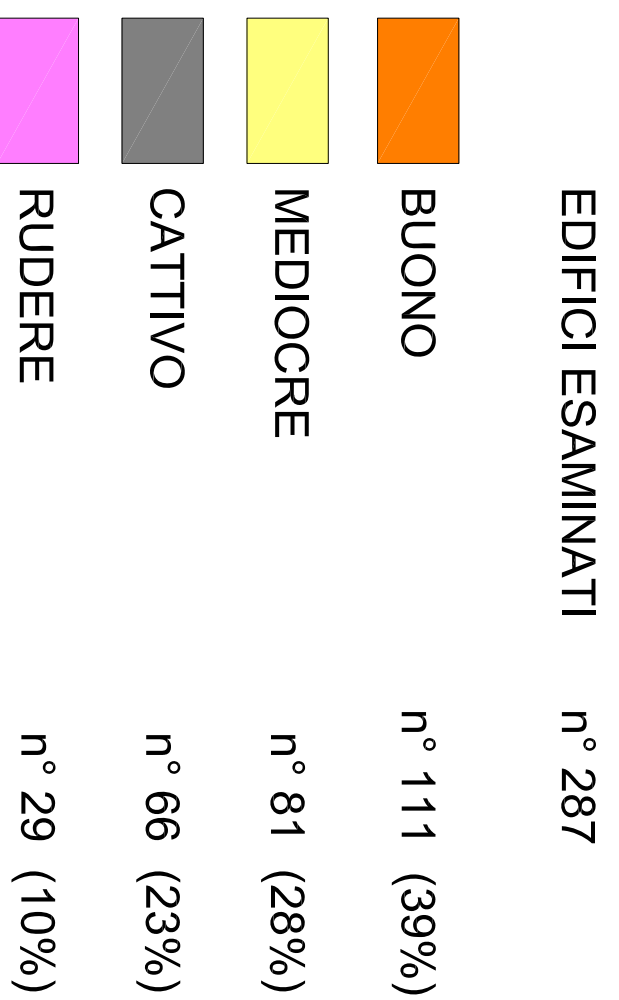 EDIFICI ESAMINATI n° 287
BUONO n° 111 (39%)
MEDIOCRE n° 81 (28%)
CATTIVO n° 66 (23%)
RUDERE n° 29 (10%)